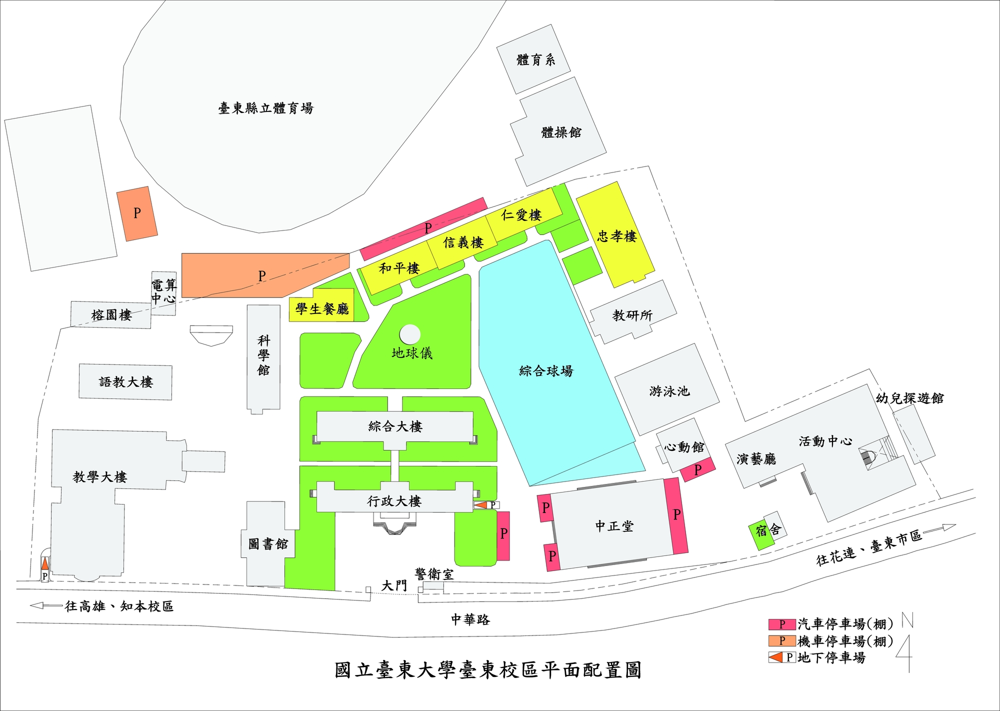 體育系
臺東縣立體育場
體操館
P
P
仁愛樓
信義樓
忠孝樓
和平樓
P
電算
中心
學生餐廳
榕園樓
教研所
科學館
地球儀
綜合球場
語教大樓
游泳池
幼兒探遊館
綜合大樓
活動中心
心動館
演藝廳
P
教學大樓
行政大樓
P
P
P
中正堂
P
宿舍
圖書館
P
P
P
往花連、臺東市區
警衛室
大門
往高雄、知本校區
中華路
N
P 汽車停車場(棚)
P 機車停車場(棚)
P 地下停車場
國立臺東大學臺東校區平面配置圖